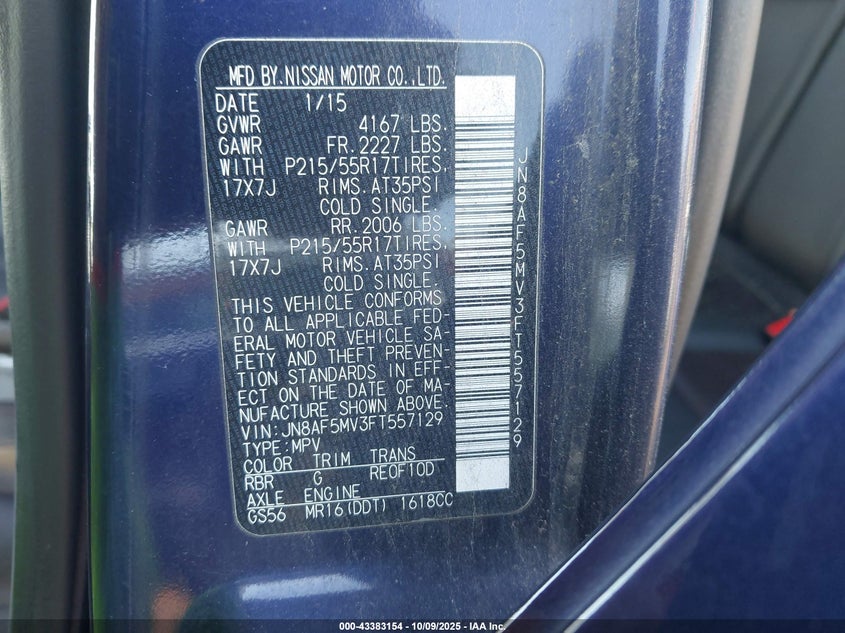 MFD BY.NISSAN MOTOR CO.,LTD.
DATE 1/15
GVWR 4167 LBS.
GAWR FR.2227 LBS.
WITH P215/55R17TIRES,
17X7J RIMS.AT35PSI
COLD SINGLE.
GAWR RR.2006 LBS.
WITH P215/55R17TIRES,
17X7J RIMS.AT35PSI
COLD SINGLE.
THIS VEHICLE CONFORMS
TO ALL APPLICABLE FED-
ERAL MOTOR VEHICLE SA-
FETY AND THEFT PREVEN-
TION STANDARDS IN EFF-
ECT ON THE DATE OF MA-
NUFACTURE SHOWN ABOVE.
VIN:JN8AF5MV3FT557129
TYPE:MPV
COLOR TRIM TRANS
RBR G RE0F10D
AXLE ENGINE
GS56 MR16(DDT) 1618CC
JN8AF5MV3FT557129
000-43383154 - 10/09/2025 - IAA Inc.